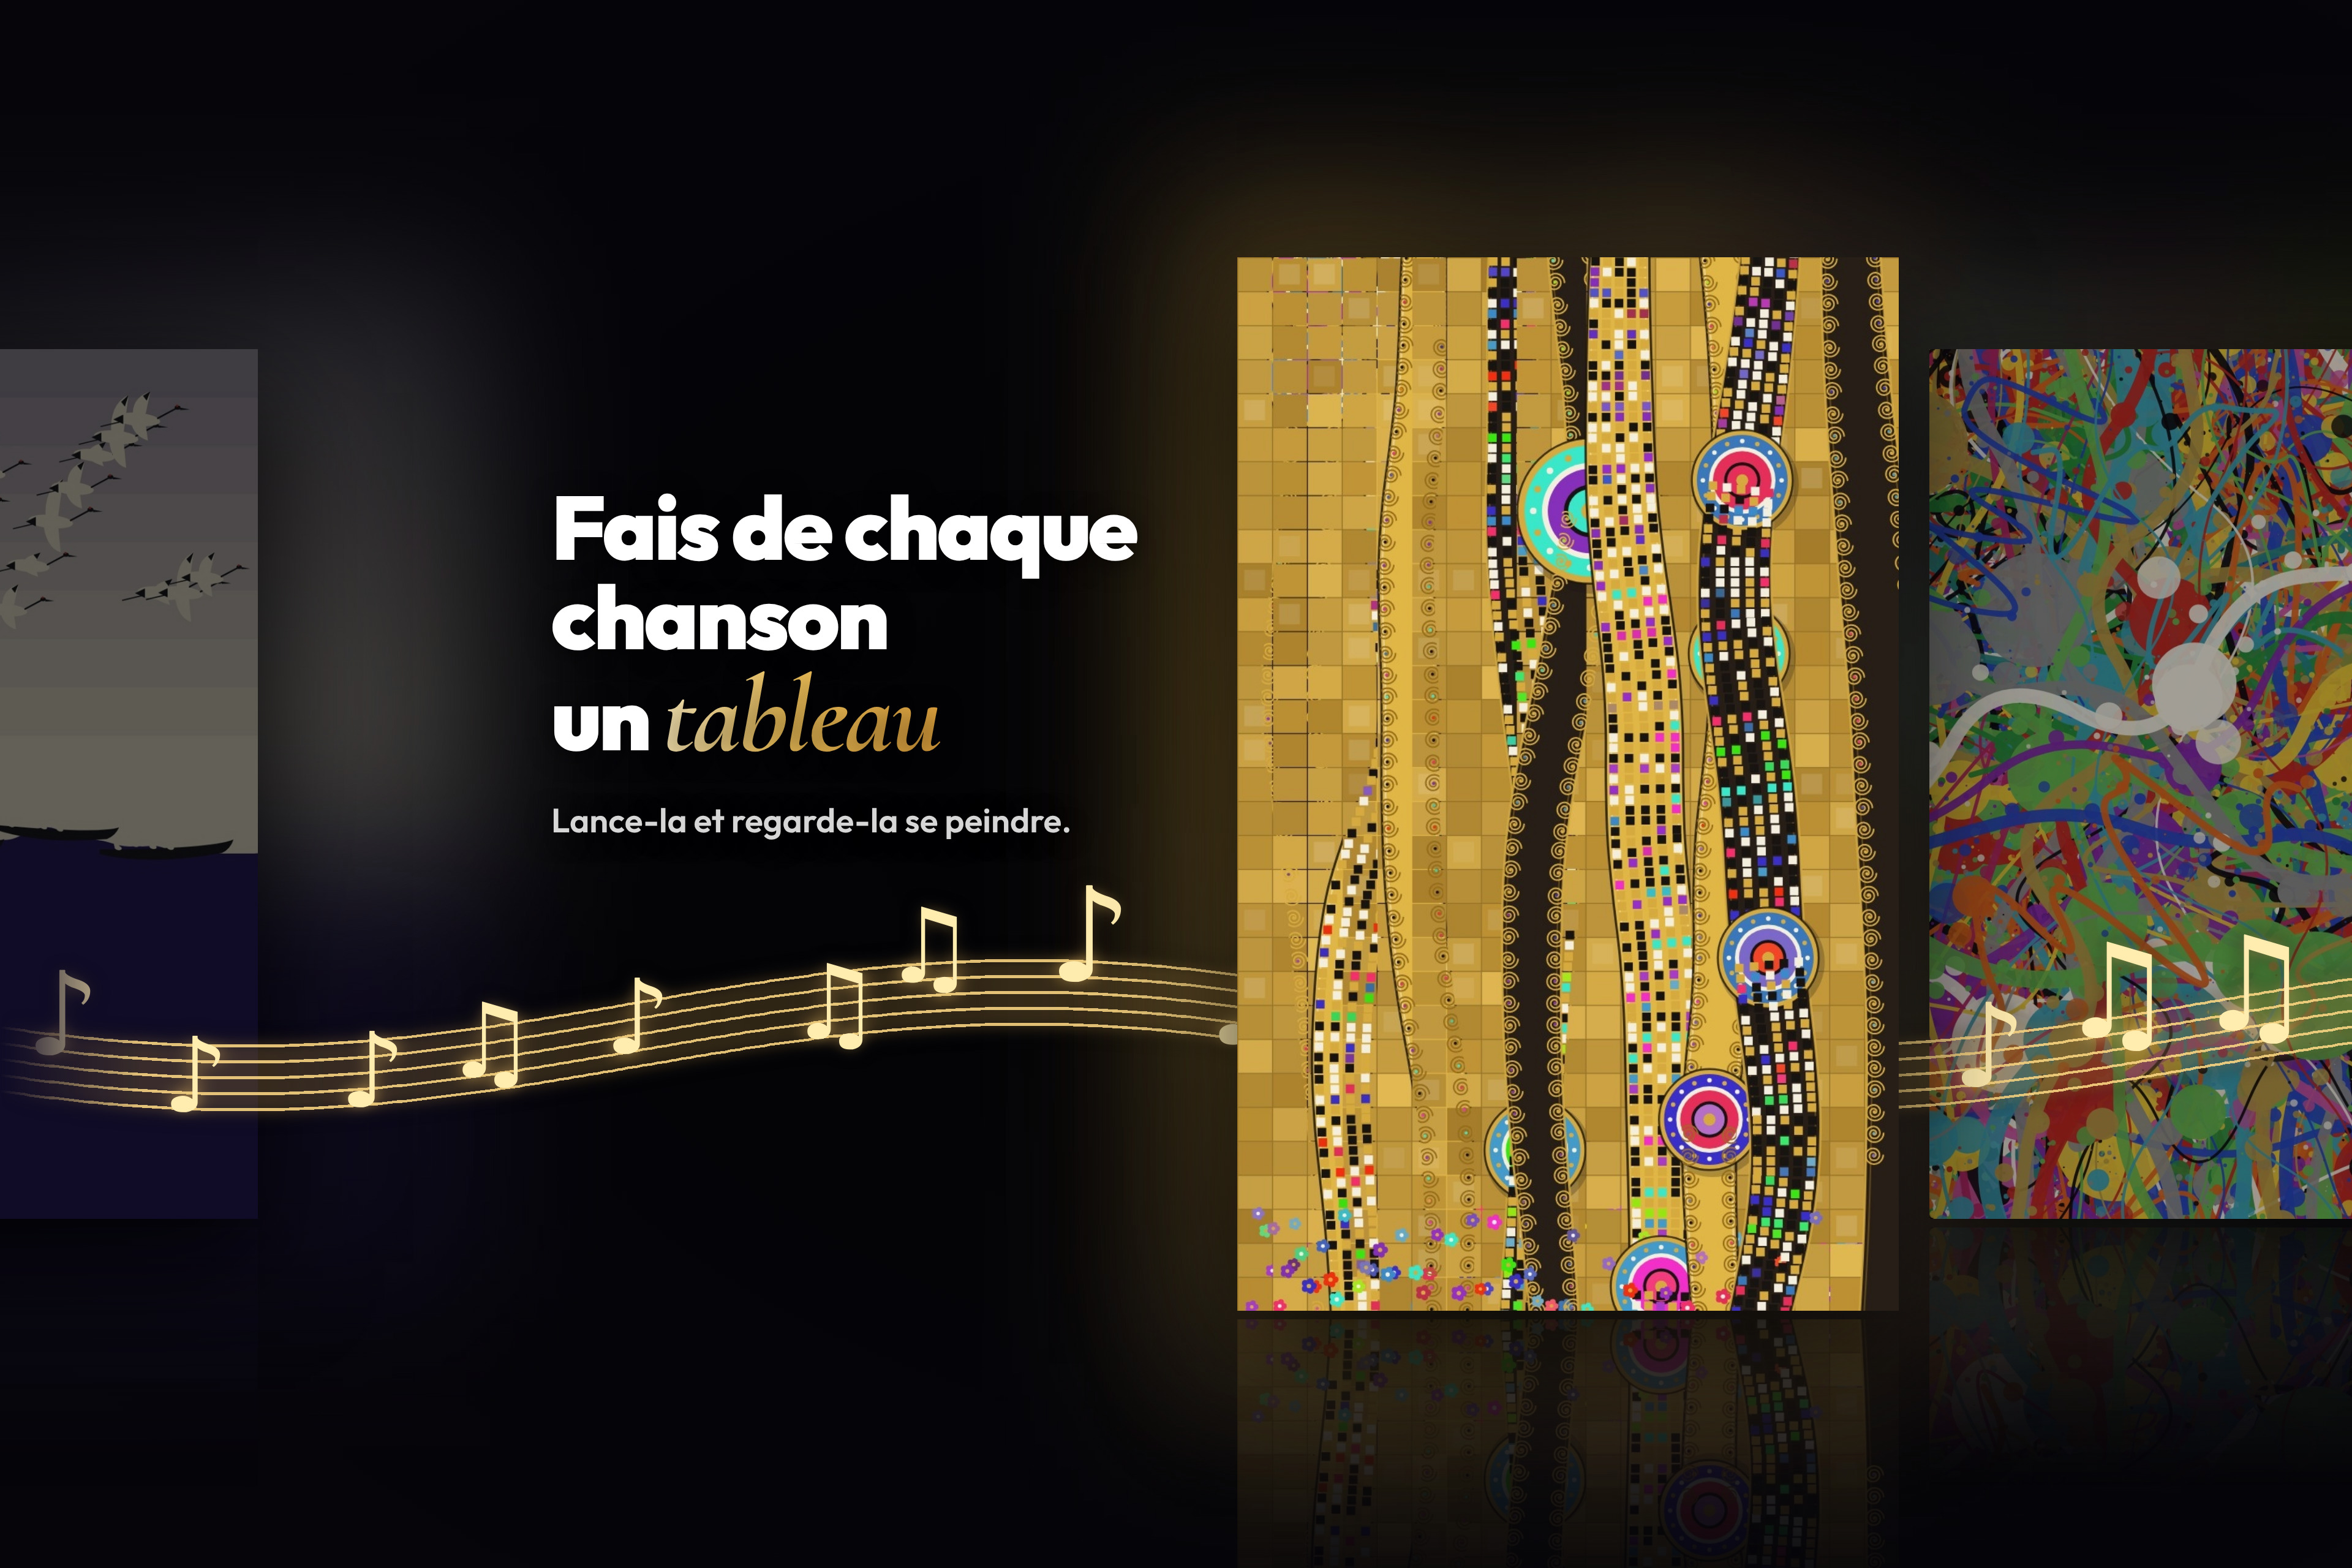 Fais de chaque
chanson
un tableau
Lance-la et regarde-la se peindre.